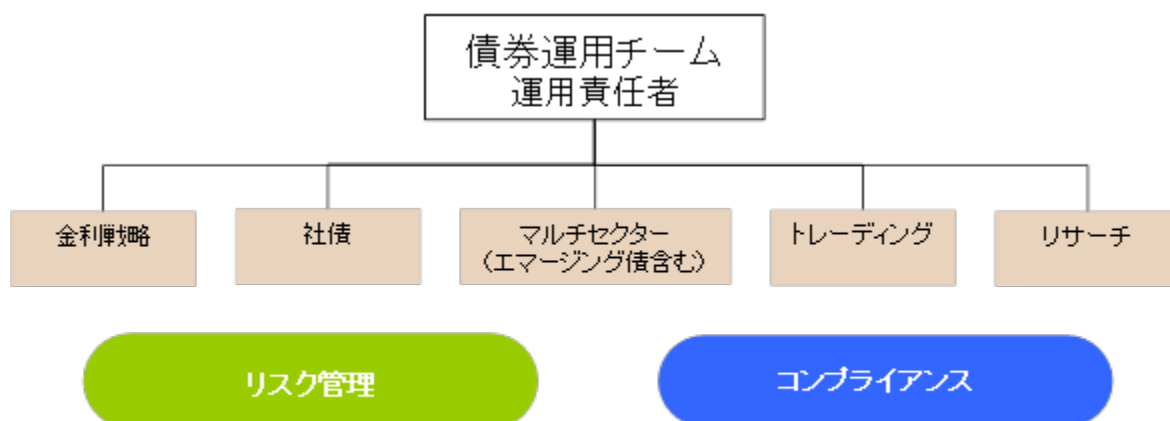 債券運用チーム
運用責任者
金利戦略
社債
マルチセクター
（エマージング債含む）
トレーディング
リサーチ
リスク管理
コンプライアンス